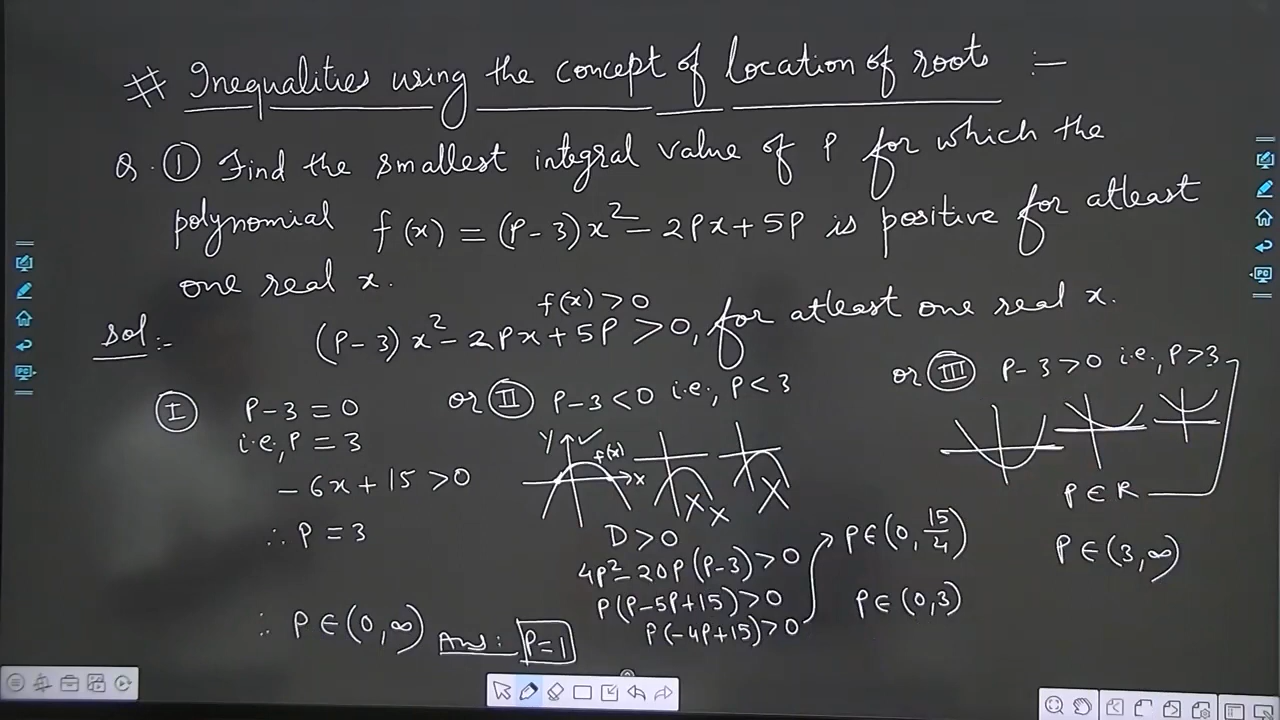 # Inequalities using the concept of location of roots :-
Q. ① Find the smallest integral value of P for which the
polynomial f(x) = (P-3)x² - 2Px + 5P is positive for atleast
one real x.
f(x) > 0
Sol:- (P-3)x² - 2Px + 5P > 0, for atleast one real x.
Ⓘ P-3 = 0
i.e., P = 3
-6x + 15 > 0
∴ P = 3
or Ⅱ P-3 < 0 i.e., P < 3
Y f(x) x
D > 0
4P² - 20P(P-3) > 0
P(P-5P+15) > 0
P(-4P+15) > 0
P ∈ (0, 15/4)
P ∈ (0, 3)
or Ⅲ P-3 > 0 i.e., P > 3
P ∈ R
P ∈ (3, ∞)
∴ P ∈ (0, ∞) Ans: P=1
PC
PC